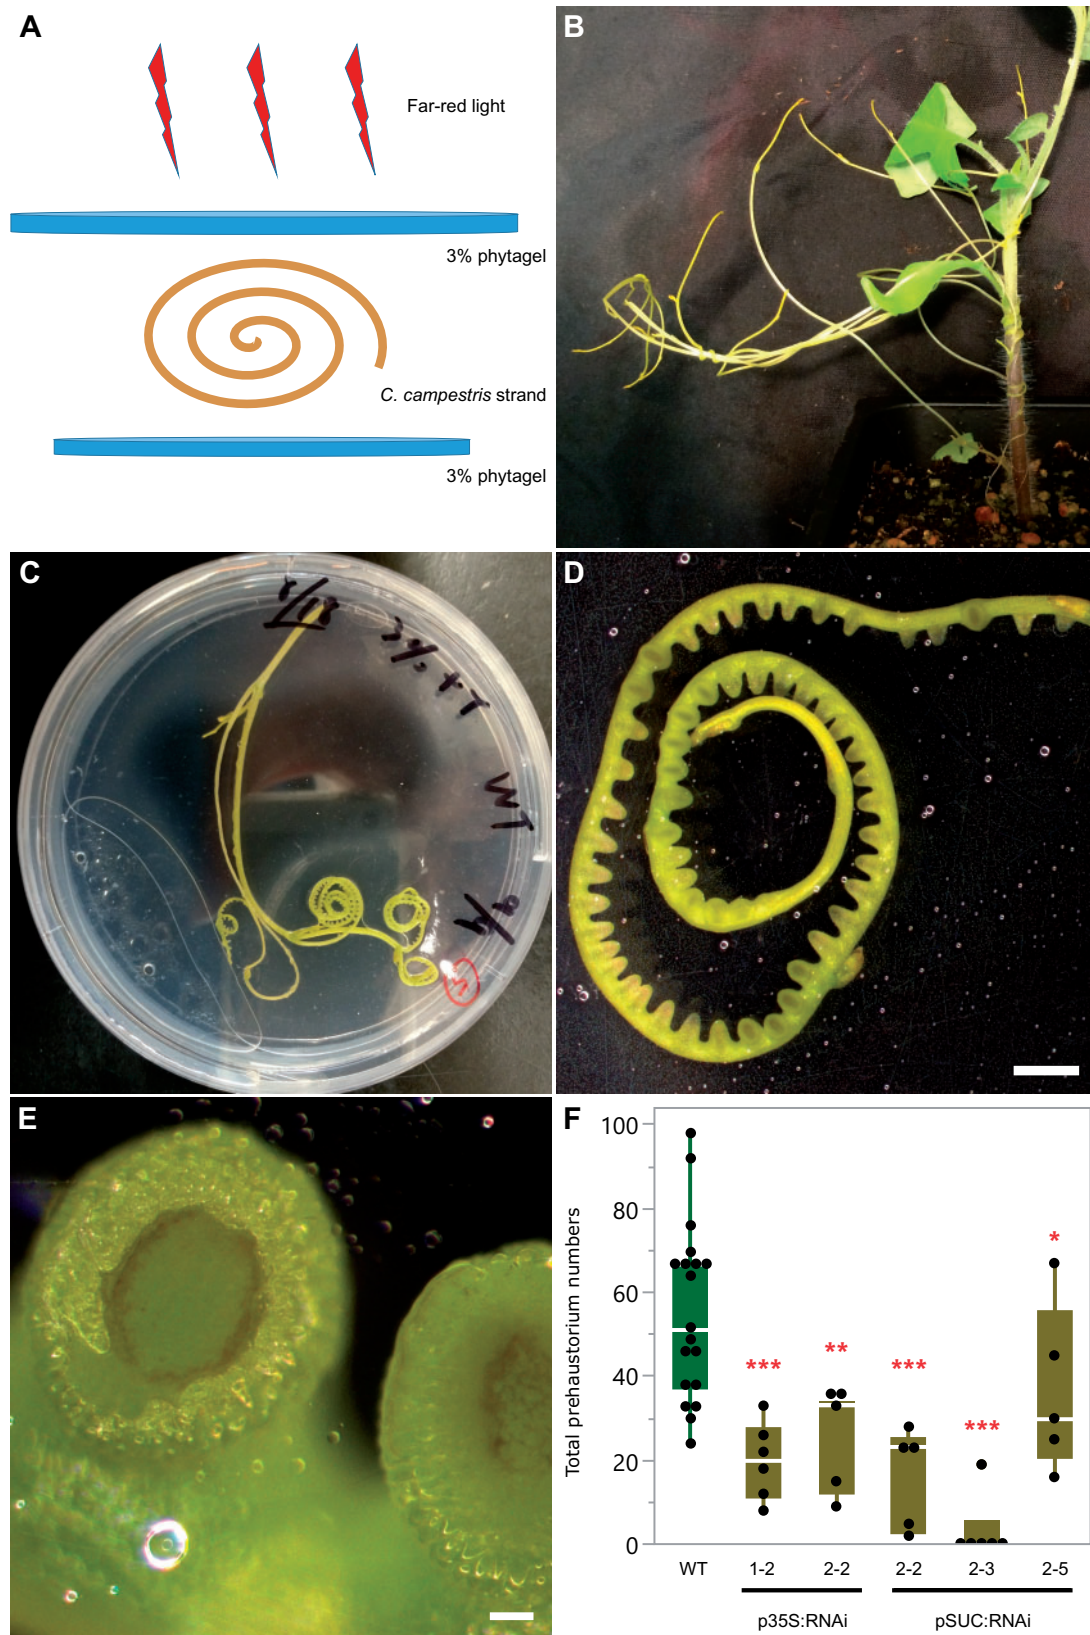 A
Far-red light
3% phytagel
C. campestris strand
3% phytagel
B
C
WT
D
E
F
Total prehaustorium numbers
100
80
60
40
20
0
***
**
***
***
*
WT
1-2
2-2
2-2
2-3
2-5
p35S:RNAi
pSUC:RNAi